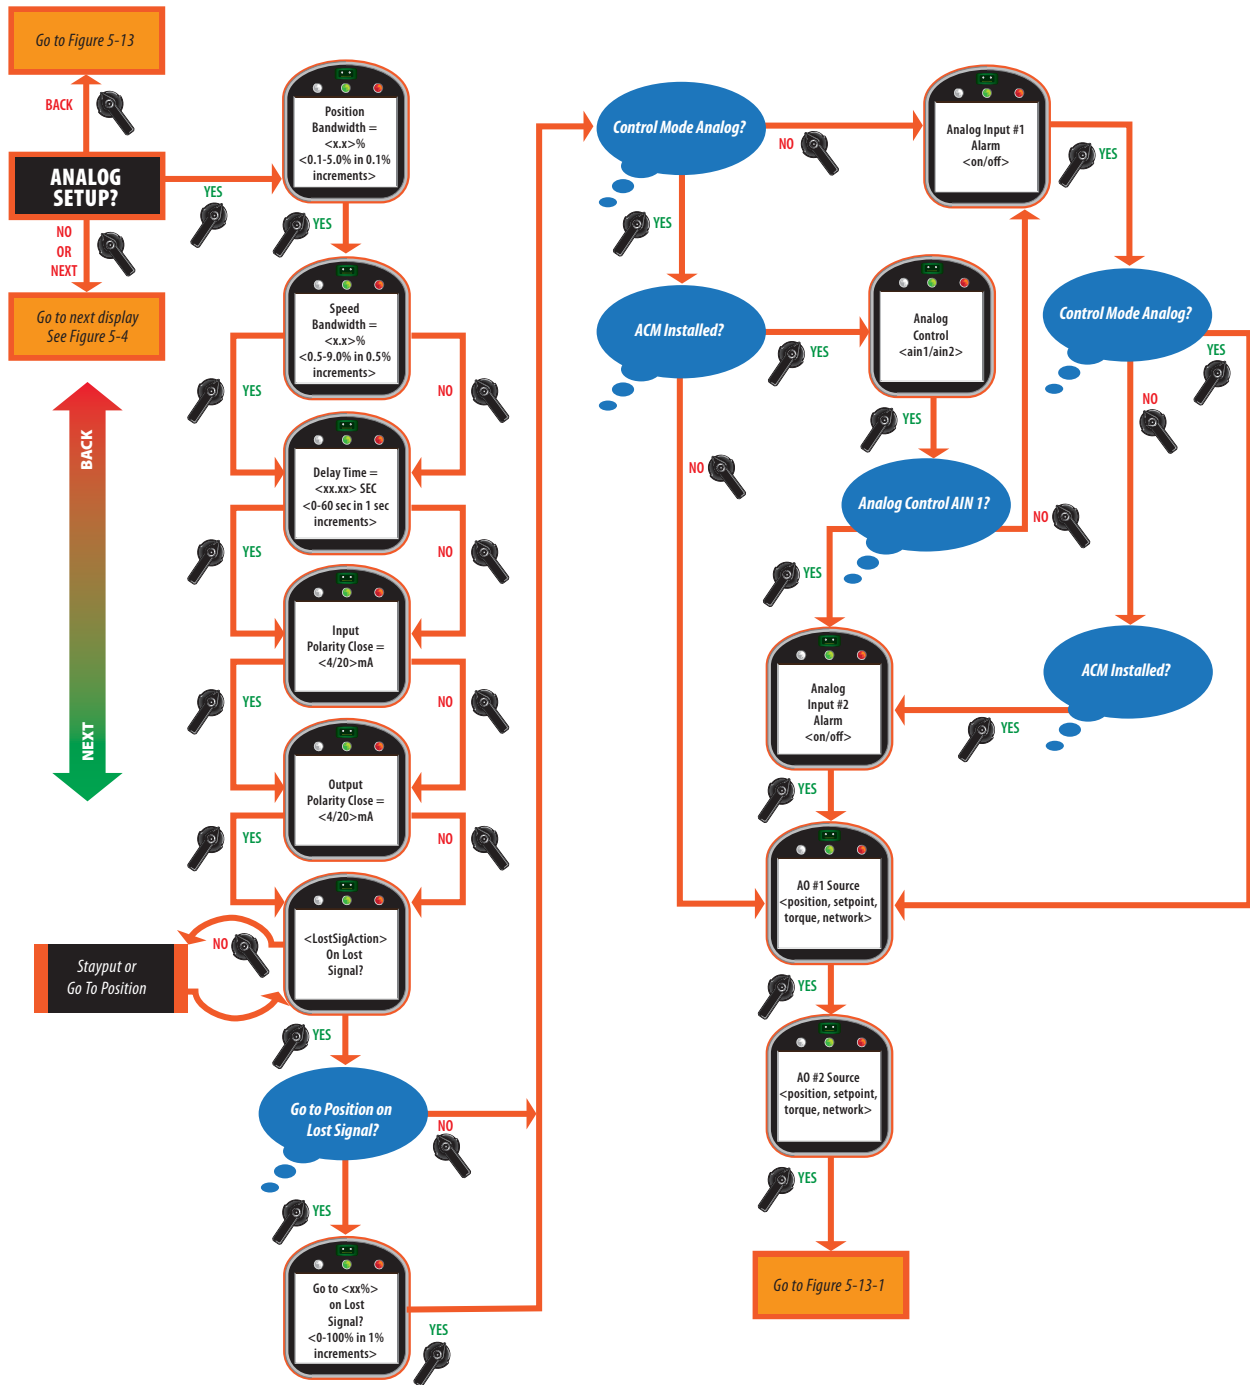 Go to Figure 5-13
BACK
ANALOG
SETUP?
YES
NO
OR
NEXT
Go to next display
See Figure 5-4
BACK
NEXT
Position
Bandwidth =
<x.x>%
<0.1-5.0% in 0.1%
increments>
YES
Speed
Bandwidth =
<x.x>%
<0.5-9.0% in 0.5%
increments>
YES
NO
Delay Time =
<xx.xx> SEC
<0-60 sec in 1 sec
increments>
YES
NO
Input
Polarity Close =
<4/20>mA
YES
NO
Output
Polarity Close =
<4/20>mA
YES
NO
<LostSigAction>
On Lost
Signal?
NO
Stayput or
Go To Position
YES
Go to Position on
Lost Signal?
NO
YES
Go to <xx%>
on Lost
Signal?
<0-100% in 1%
increments>
YES
Control Mode Analog?
NO
YES
Analog Input #1
Alarm
<on/off>
YES
ACM Installed?
YES
NO
Analog
Control
<ain1/ain2>
YES
Control Mode Analog?
YES
NO
Analog Control AIN 1?
NO
YES
ACM Installed?
YES
Analog
Input #2
Alarm
<on/off>
YES
AO #1 Source
<position, setpoint,
torque, network>
YES
AO #2 Source
<position, setpoint,
torque, network>
YES
Go to Figure 5-13-1